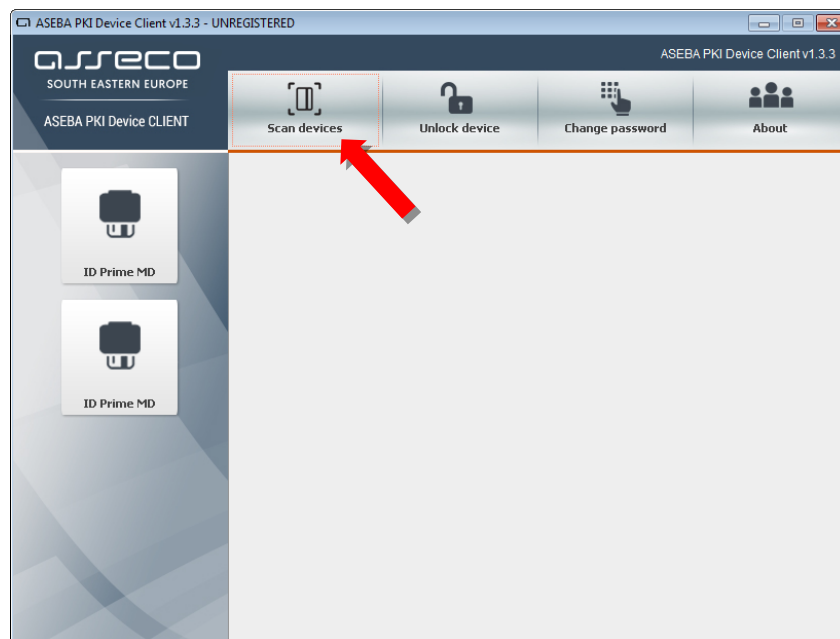 ASEBA PKI Device Client v1.3.3 - UNREGISTERED
asseco
SOUTH EASTERN EUROPE
ASEBA PKI Device CLIENT
ASEBA PKI Device Client v1.3.3
Scan devices
Unlock device
Change password
About
ID Prime MD
ID Prime MD